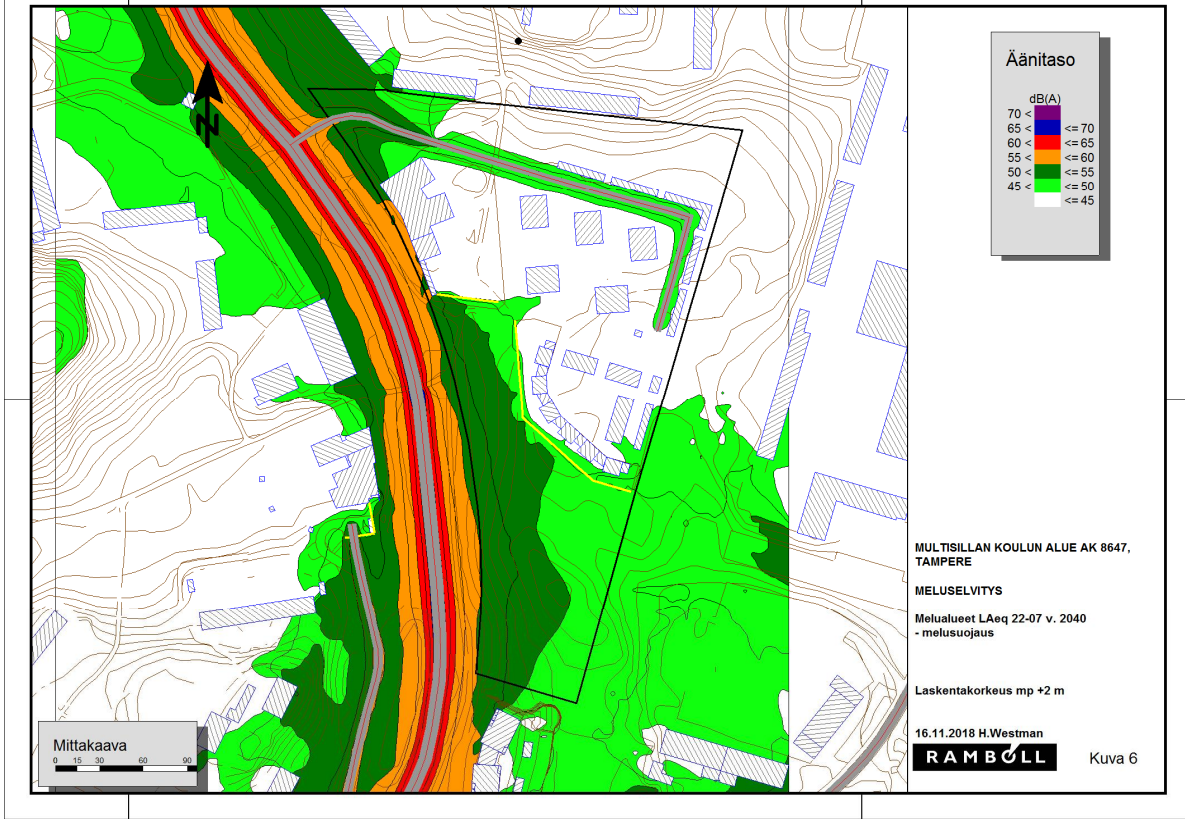 N
Äänitaso
dB(A)
70 <
65 < <= 70
60 < <= 65
55 < <= 60
50 < <= 55
45 < <= 50
<= 45
MULTISILLAN KOULUN ALUE AK 8647,
TAMPERE
MELUSELVITYS
Melualueet LAeq 22-07 v. 2040
- melusuojaus
Laskentakorkeus mp +2 m
16.11.2018 H.Westman
RAMBOLL
Kuva 6
Mittakaava
0 15 30 60 90